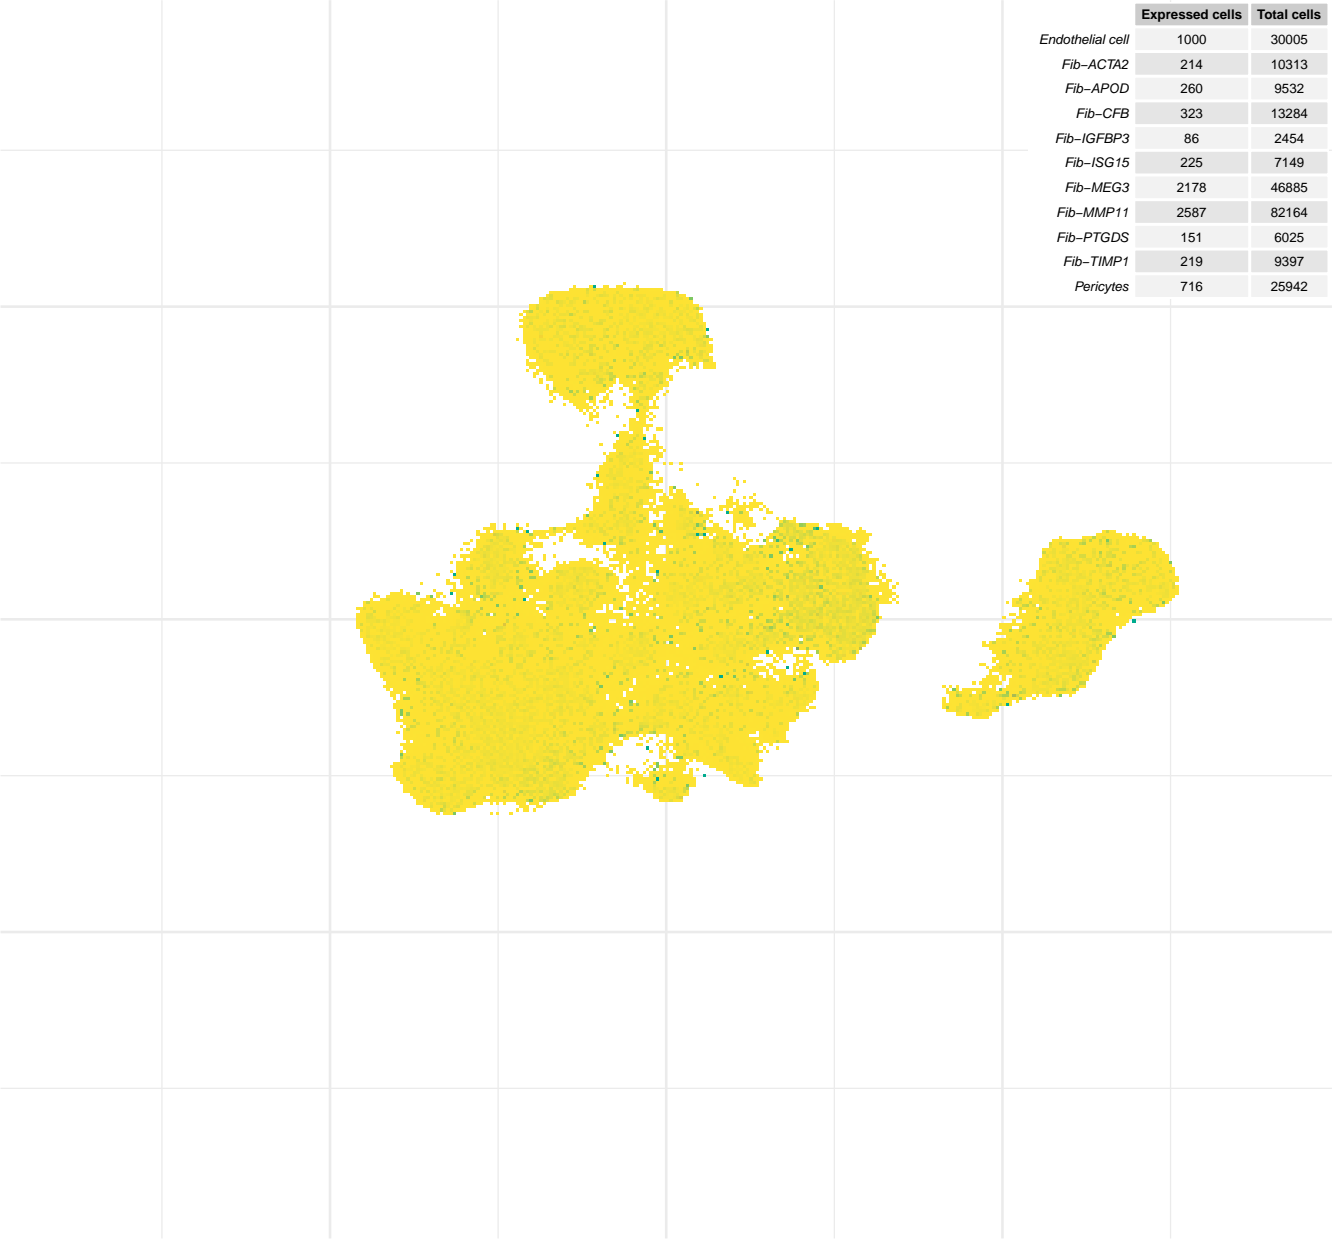 Expressed cells Total cells
Endothelial cell 1000 30005
Fib−ACTA2 214 10313
Fib−APOD 260 9532
Fib−CFB 323 13284
Fib−IGFBP3 86 2454
Fib−ISG15 225 7149
Fib−MEG3 2178 46885
Fib−MMP11 2587 82164
Fib−PTGDS 151 6025
Fib−TIMP1 219 9397
Pericytes 716 25942